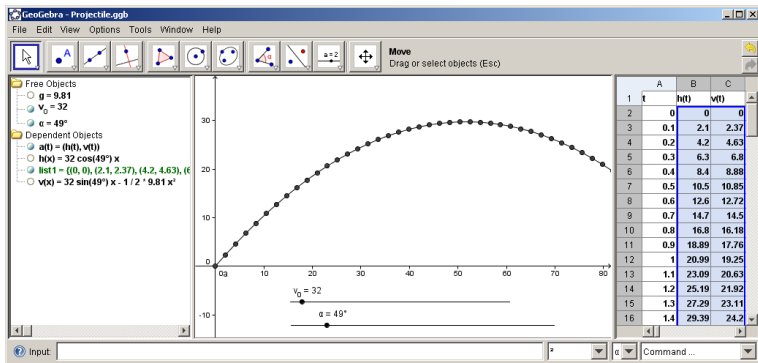 GeoGebra - Projectile.ggb
File Edit View Options Tools Window Help
A
α
a = 2
Move
Drag or select objects (Esc)
Free Objects
g = 9.81
v₀ = 32
α = 49°
Dependent Objects
a(t) = (h(t), v(t))
h(x) = 32 cos(49°) x
list1 = {(0, 0), (2.1, 2.37), (4.2, 4.63), (6
v(x) = 32 sin(49°) x - 1 / 2 * 9.81 x²
30
20
10
0
-10
0a 10 20 30 40 50 60 70 80
v₀ = 32
α = 49°
A B C
1 t h(t) v(t)
2 0 0 0
3 0.1 2.1 2.37
4 0.2 4.2 4.63
5 0.3 6.3 6.8
6 0.4 8.4 8.88
7 0.5 10.5 10.85
8 0.6 12.6 12.72
9 0.7 14.7 14.5
10 0.8 16.8 16.18
11 0.9 18.89 17.76
12 1 20.99 19.25
13 1.1 23.09 20.63
14 1.2 25.19 21.92
15 1.3 27.29 23.11
16 1.4 29.39 24.2
Input:
²
α
Command ...